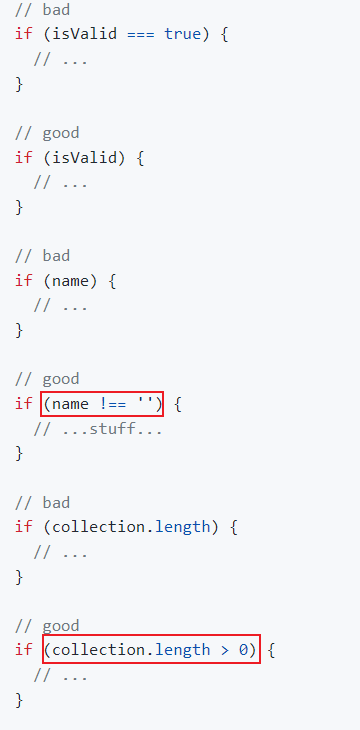 // bad
if (isValid === true) {
  // ...
}

// good
if (isValid) {
  // ...
}

// bad
if (name) {
  // ...
}

// good
if (name !== '') {
  // ...stuff...
}

// bad
if (collection.length) {
  // ...
}

// good
if (collection.length > 0) {
  // ...
}